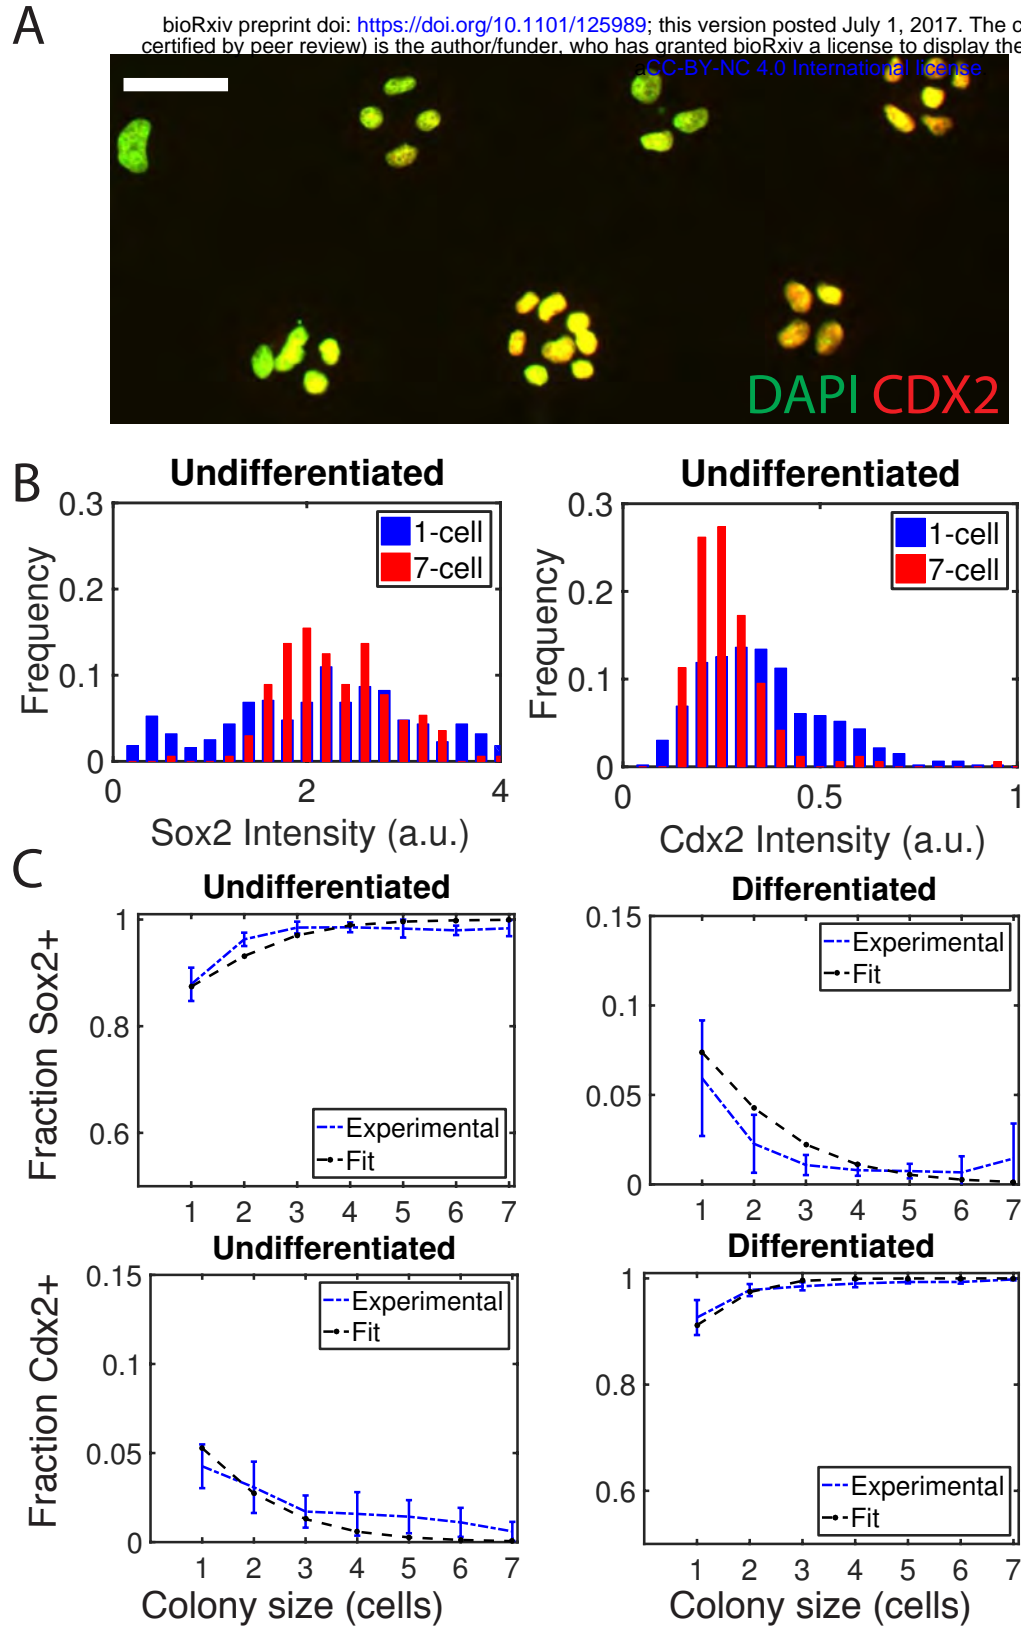 A
bioRxiv preprint doi: https://doi.org/10.1101/125989; this version posted July 1, 2017. The c
certified by peer review) is the author/funder, who has granted bioRxiv a license to display the
aCC-BY-NC 4.0 International license
DAPI CDX2
B
Undifferentiated
Undifferentiated
0.3
0.2
0.1
0
Frequency
1-cell
7-cell
0 2 4
Sox2 Intensity (a.u.)
0.3
0.2
0.1
0
Frequency
1-cell
7-cell
0 0.5 1
Cdx2 Intensity (a.u.)
C
Undifferentiated
Fraction Sox2+
1
0.8
0.6
Experimental
Fit
1 2 3 4 5 6 7
Differentiated
0.15
0.1
0.05
0
Experimental
Fit
1 2 3 4 5 6 7
Undifferentiated
Fraction Cdx2+
0.15
0.1
0.05
0
Experimental
Fit
1 2 3 4 5 6 7
Colony size (cells)
Differentiated
1
0.8
0.6
Experimental
Fit
1 2 3 4 5 6 7
Colony size (cells)